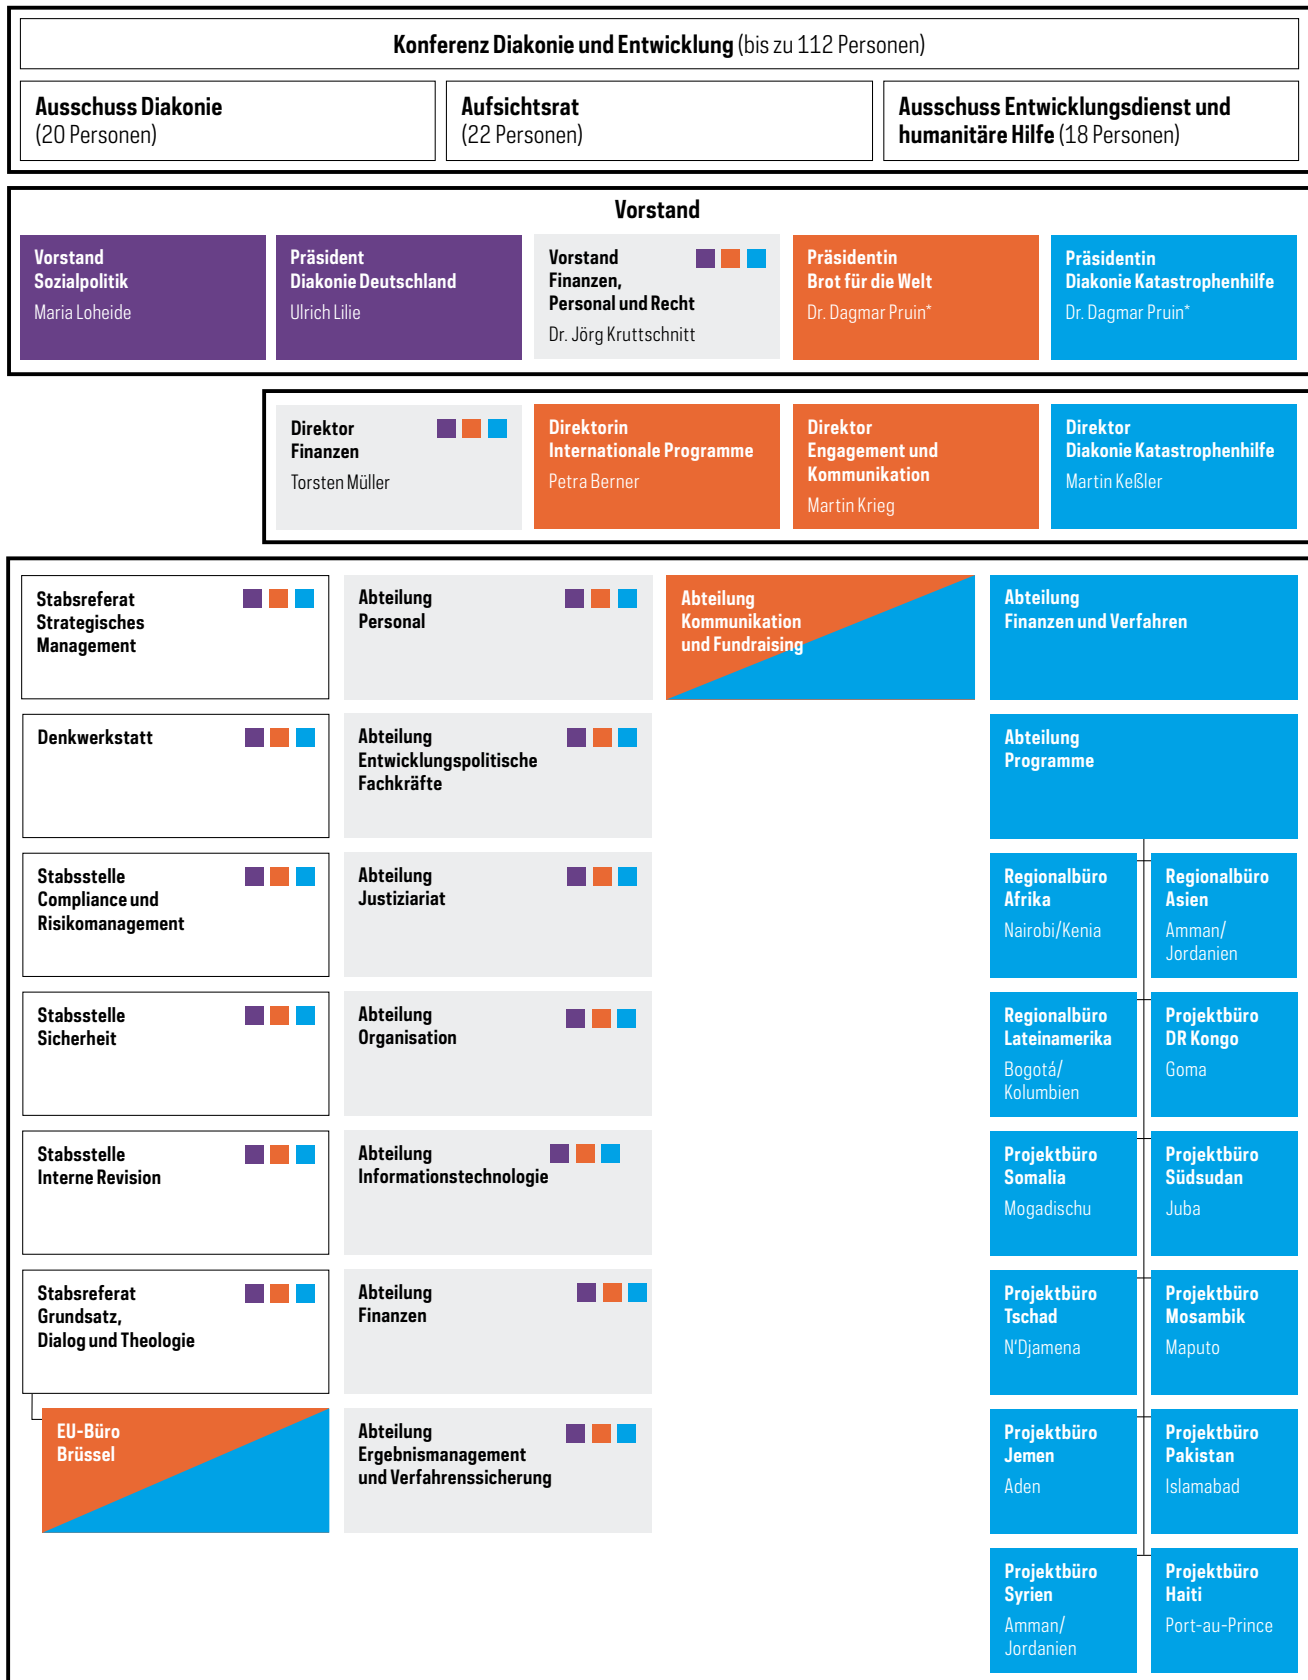 Konferenz Diakonie und Entwicklung (bis zu 112 Personen)
Ausschuss Diakonie
(20 Personen)
Aufsichtsrat
(22 Personen)
Ausschuss Entwicklungsdienst und
humanitäre Hilfe (18 Personen)
Vorstand
Vorstand
Sozialpolitik
Maria Loheide
Präsident
Diakonie Deutschland
Ulrich Lilie
Vorstand
Finanzen,
Personal und Recht
Dr. Jörg Kruttschnitt
Präsidentin
Brot für die Welt
Dr. Dagmar Pruin*
Präsidentin
Diakonie Katastrophenhilfe
Dr. Dagmar Pruin*
Direktor
Finanzen
Torsten Müller
Direktorin
Internationale Programme
Petra Berner
Direktor
Engagement und
Kommunikation
Martin Krieg
Direktor
Diakonie Katastrophenhilfe
Martin Keßler
Stabsreferat
Strategisches
Management
Denkwerkstatt
Stabsstelle
Compliance und
Risikomanagement
Stabsstelle
Sicherheit
Stabsstelle
Interne Revision
Stabsreferat
Grundsatz,
Dialog und Theologie
EU-Büro
Brüssel
Abteilung
Personal
Abteilung
Entwicklungspolitische
Fachkräfte
Abteilung
Justiziariat
Abteilung
Organisation
Abteilung
Informationstechnologie
Abteilung
Finanzen
Abteilung
Ergebnismanagement
und Verfahrenssicherung
Abteilung
Kommunikation
und Fundraising
Abteilung
Finanzen und Verfahren
Abteilung
Programme
Regionalbüro
Afrika
Nairobi/Kenia
Regionalbüro
Asien
Amman/
Jordanien
Regionalbüro
Lateinamerika
Bogotá/
Kolumbien
Projektbüro
DR Kongo
Goma
Projektbüro
Somalia
Mogadischu
Projektbüro
Südsudan
Juba
Projektbüro
Tschad
N'Djamena
Projektbüro
Mosambik
Maputo
Projektbüro
Jemen
Aden
Projektbüro
Pakistan
Islamabad
Projektbüro
Syrien
Amman/
Jordanien
Projektbüro
Haiti
Port-au-Prince